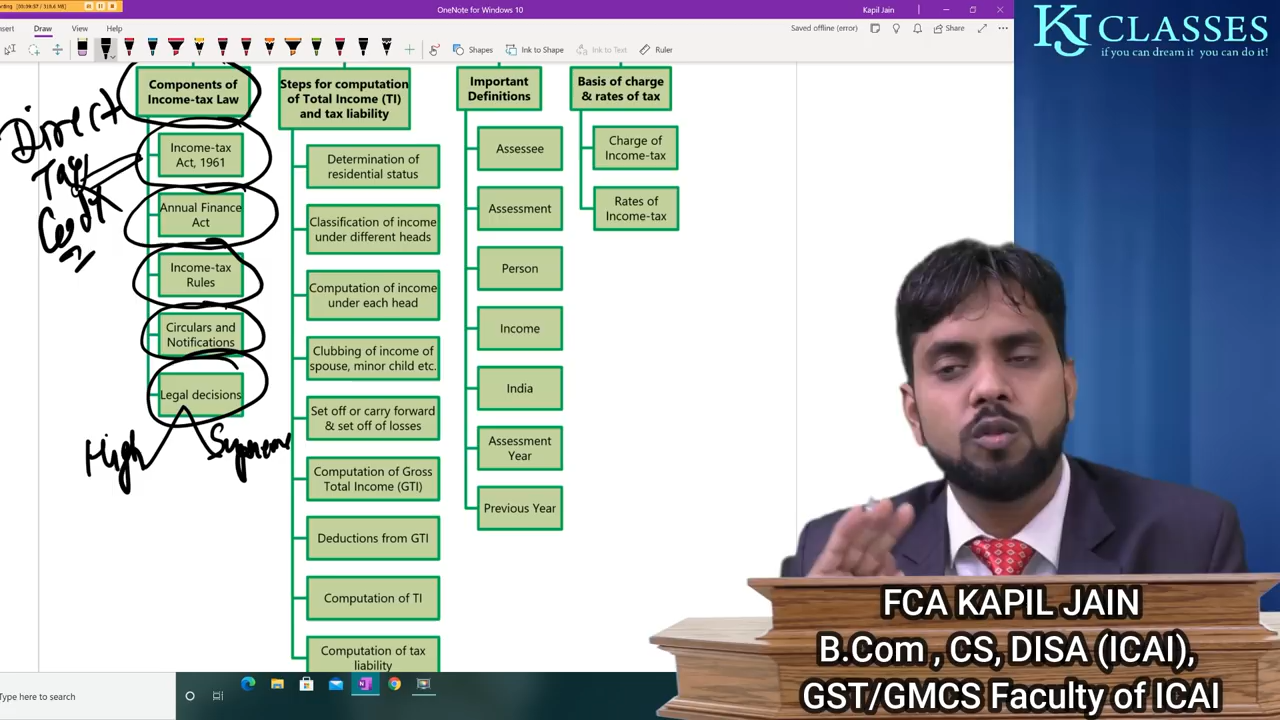 OneNote for Windows 10
Kapil Jain
Draw
View
Help
Saved offline (error)
Share
Shapes
Ink to Shape
Ink to Text
Ruler
KJ CLASSES
if you can dream it you can do it!
Components of
Income-tax Law
Income-tax
Act, 1961
Annual Finance
Act
Income-tax
Rules
Circulars and
Notifications
Legal decisions
Direct
Tax
Code
High
Supreme
Steps for computation
of Total Income (TI)
and tax liability
Determination of
residential status
Classification of income
under different heads
Computation of income
under each head
Clubbing of income of
spouse, minor child etc.
Set off or carry forward
& set off of losses
Computation of Gross
Total Income (GTI)
Deductions from GTI
Computation of TI
Computation of tax
liability
Important
Definitions
Assessee
Assessment
Person
Income
India
Assessment
Year
Previous Year
Basis of charge
& rates of tax
Charge of
Income-tax
Rates of
Income-tax
FCA KAPIL JAIN
B.Com , CS, DISA (ICAI),
GST/GMCS Faculty of ICAI
Type here to search